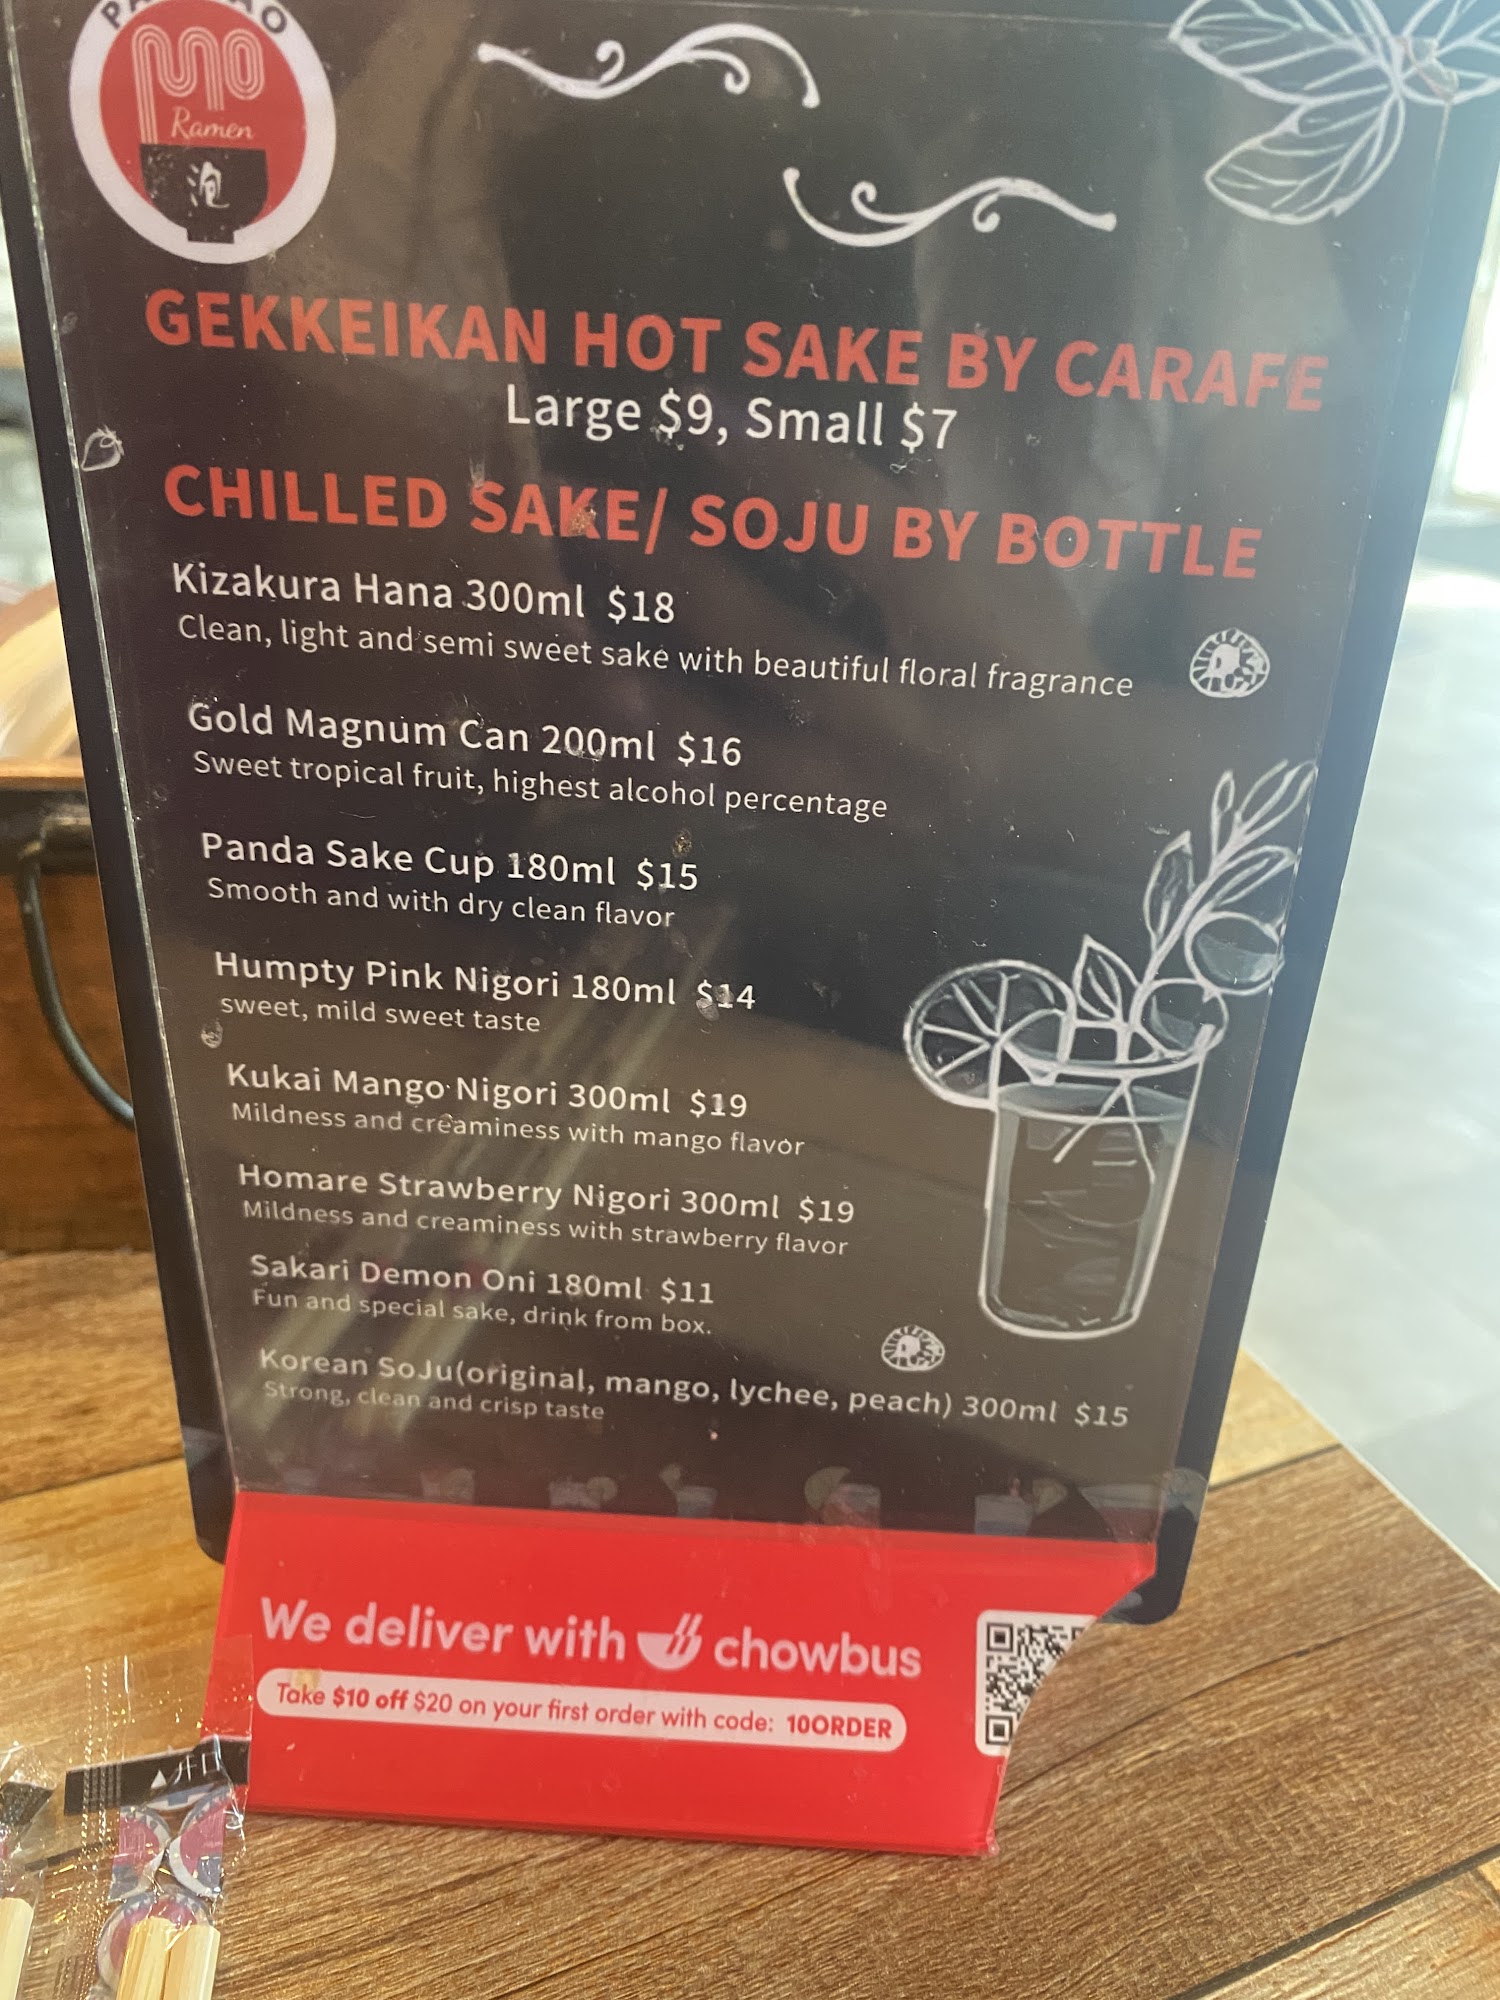 Ramen
泡
GEKKEIKAN HOT SAKE BY CARAFE
Large $9, Small $7
CHILLED SAKE/ SOJU BY BOTTLE
Kizakura Hana 300ml $18
Clean, light and semi sweet sake with beautiful floral fragrance
Gold Magnum Can 200ml $16
Sweet tropical fruit, highest alcohol percentage
Panda Sake Cup 180ml $15
Smooth and with dry clean flavor
Humpty Pink Nigori 180ml $14
sweet, mild sweet taste
Kukai Mango Nigori 300ml $19
Mildness and creaminess with mango flavor
Homare Strawberry Nigori 300ml $19
Mildness and creaminess with strawberry flavor
Sakari Demon Oni 180ml $11
Fun and special sake, drink from box.
Korean SoJu(original, mango, lychee, peach) 300ml $15
Strong, clean and crisp taste
We deliver with chowbus
Take $10 off $20 on your first order with code: 10ORDER